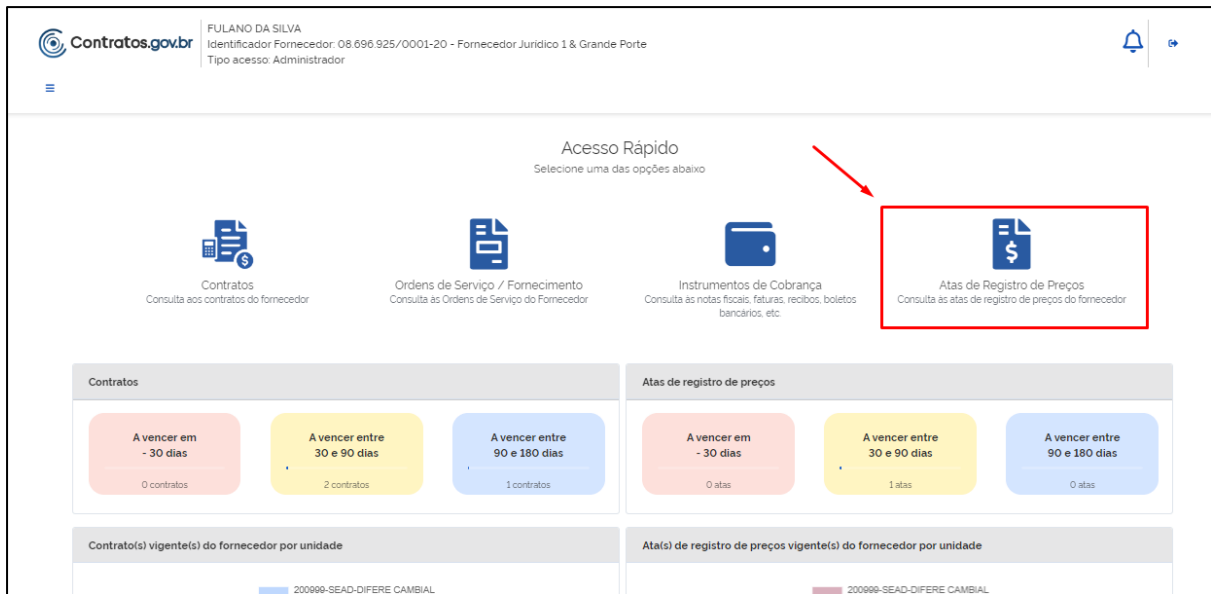 Contratos.gov.br
FULANO DA SILVA
Identificador Fornecedor: 08.696.925/0001-20 - Fornecedor Jurídico 1 & Grande Porte
Tipo acesso: Administrador
Acesso Rápido
Selecione uma das opções abaixo
Contratos
Consulta aos contratos do fornecedor
Ordens de Serviço / Fornecimento
Consulta às Ordens de Serviço do Fornecedor
Instrumentos de Cobrança
Consulta às notas fiscais, faturas, recibos, boletos
bancários, etc.
Atas de Registro de Preços
Consulta às atas de registro de preços do fornecedor
Contratos
A vencer em
- 30 dias
0 contratos
A vencer entre
30 e 90 dias
2 contratos
A vencer entre
90 e 180 dias
1 contratos
Atas de registro de preços
A vencer em
- 30 dias
0 atas
A vencer entre
30 e 90 dias
1 atas
A vencer entre
90 e 180 dias
0 atas
Contrato(s) vigente(s) do fornecedor por unidade
200999-SEAD-DIFERE CAMBIAL
Ata(s) de registro de preços vigente(s) do fornecedor por unidade
200999-SEAD-DIFERE CAMBIAL